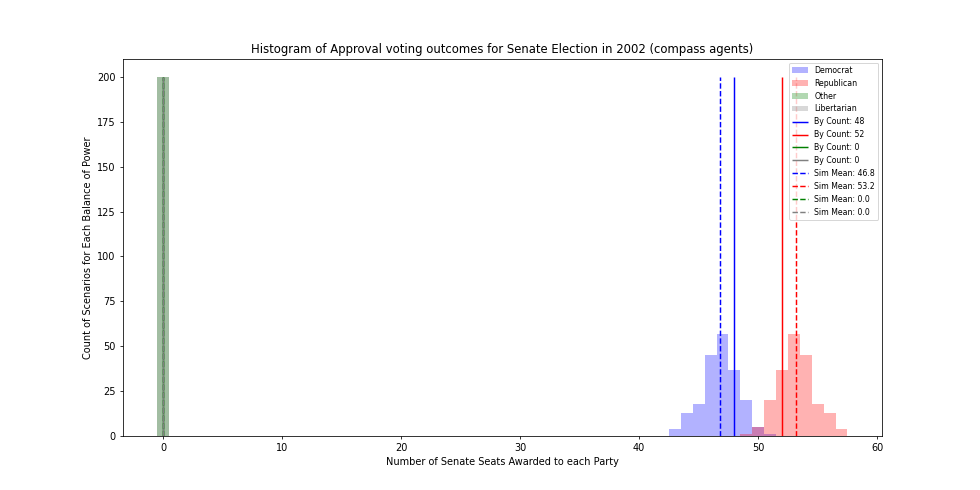 Histogram of Approval voting outcomes for Senate Election in 2002 (compass agents)
Democrat
Republican
Other
Libertarian
By Count: 48
By Count: 52
By Count: 0
By Count: 0
Sim Mean: 46.8
Sim Mean: 53.2
Sim Mean: 0.0
Sim Mean: 0.0
Count of Scenarios for Each Balance of Power
200
175
150
125
100
75
50
25
0
0 10 20 30 40 50 60
Number of Senate Seats Awarded to each Party